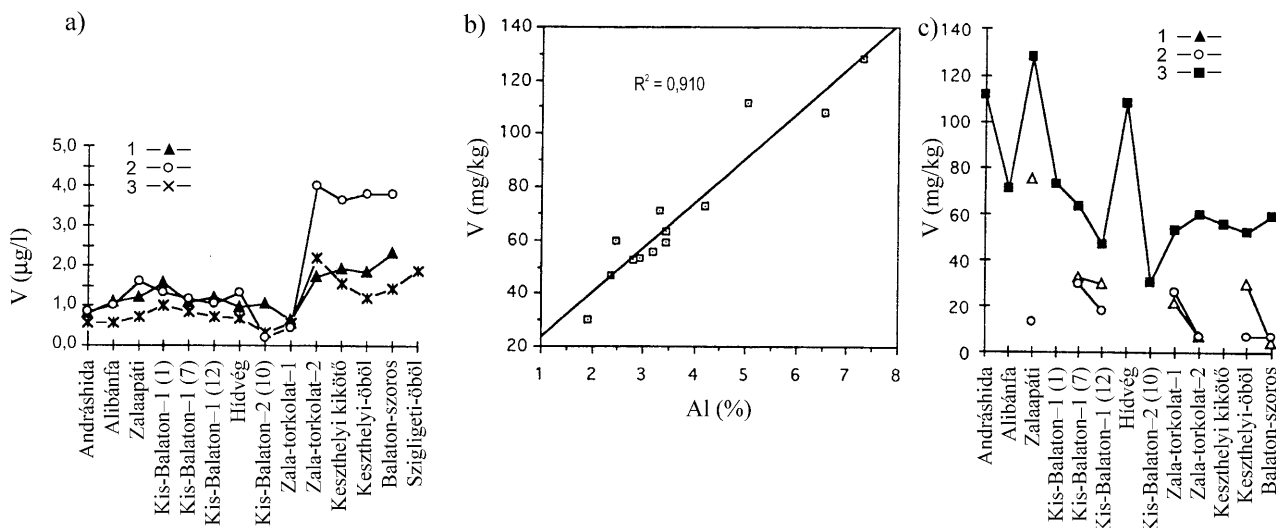 a)
V (µg/l)
5,0
4,0
3,0
2,0
1,0
0,0
1
2
3
Andráshida
Alibánfa
Zalaapáti
Kis-Balaton–1 (1)
Kis-Balaton–1 (7)
Kis-Balaton–1 (12)
Hídvég
Kis-Balaton–2 (10)
Zala-torkolat–1
Zala-torkolat–2
Keszthelyi kikötő
Keszthelyi-öböl
Balaton-szoros
Szigligeti-öböl
b)
V (mg/kg)
140
120
100
80
60
40
20
R² = 0,910
1 2 3 4 5 6 7 8
Al (%)
c)
V (mg/kg)
140
120
100
80
60
40
20
0
1
2
3
Andráshida
Alibánfa
Zalaapáti
Kis-Balaton–1 (1)
Kis-Balaton–1 (7)
Kis-Balaton–1 (12)
Hídvég
Kis-Balaton–2 (10)
Zala-torkolat–1
Zala-torkolat–2
Keszthelyi kikötő
Keszthelyi-öböl
Balaton-szoros